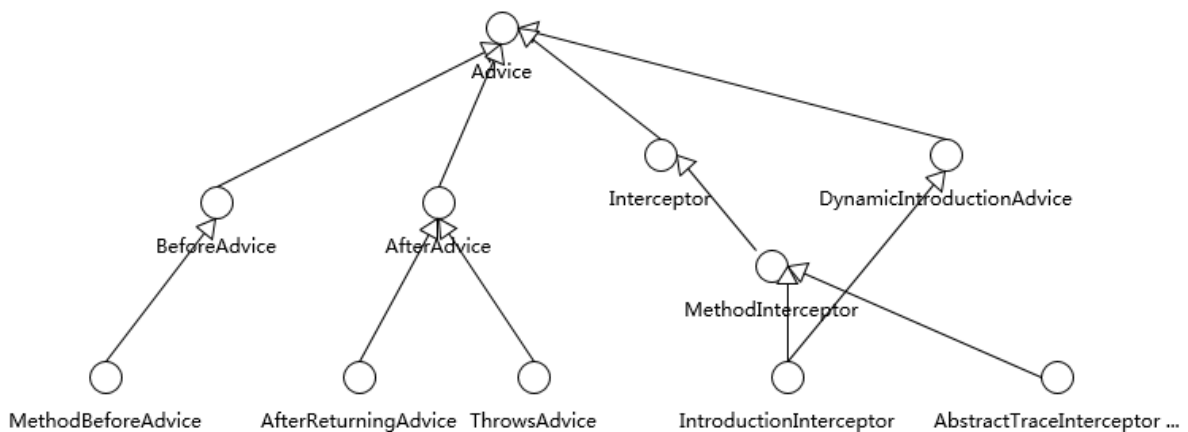 Advice
Interceptor
DynamicIntroductionAdvice
BeforeAdvice
AfterAdvice
MethodInterceptor
MethodBeforeAdvice
AfterReturningAdvice
ThrowsAdvice
IntroductionInterceptor
AbstractTraceInterceptor ...